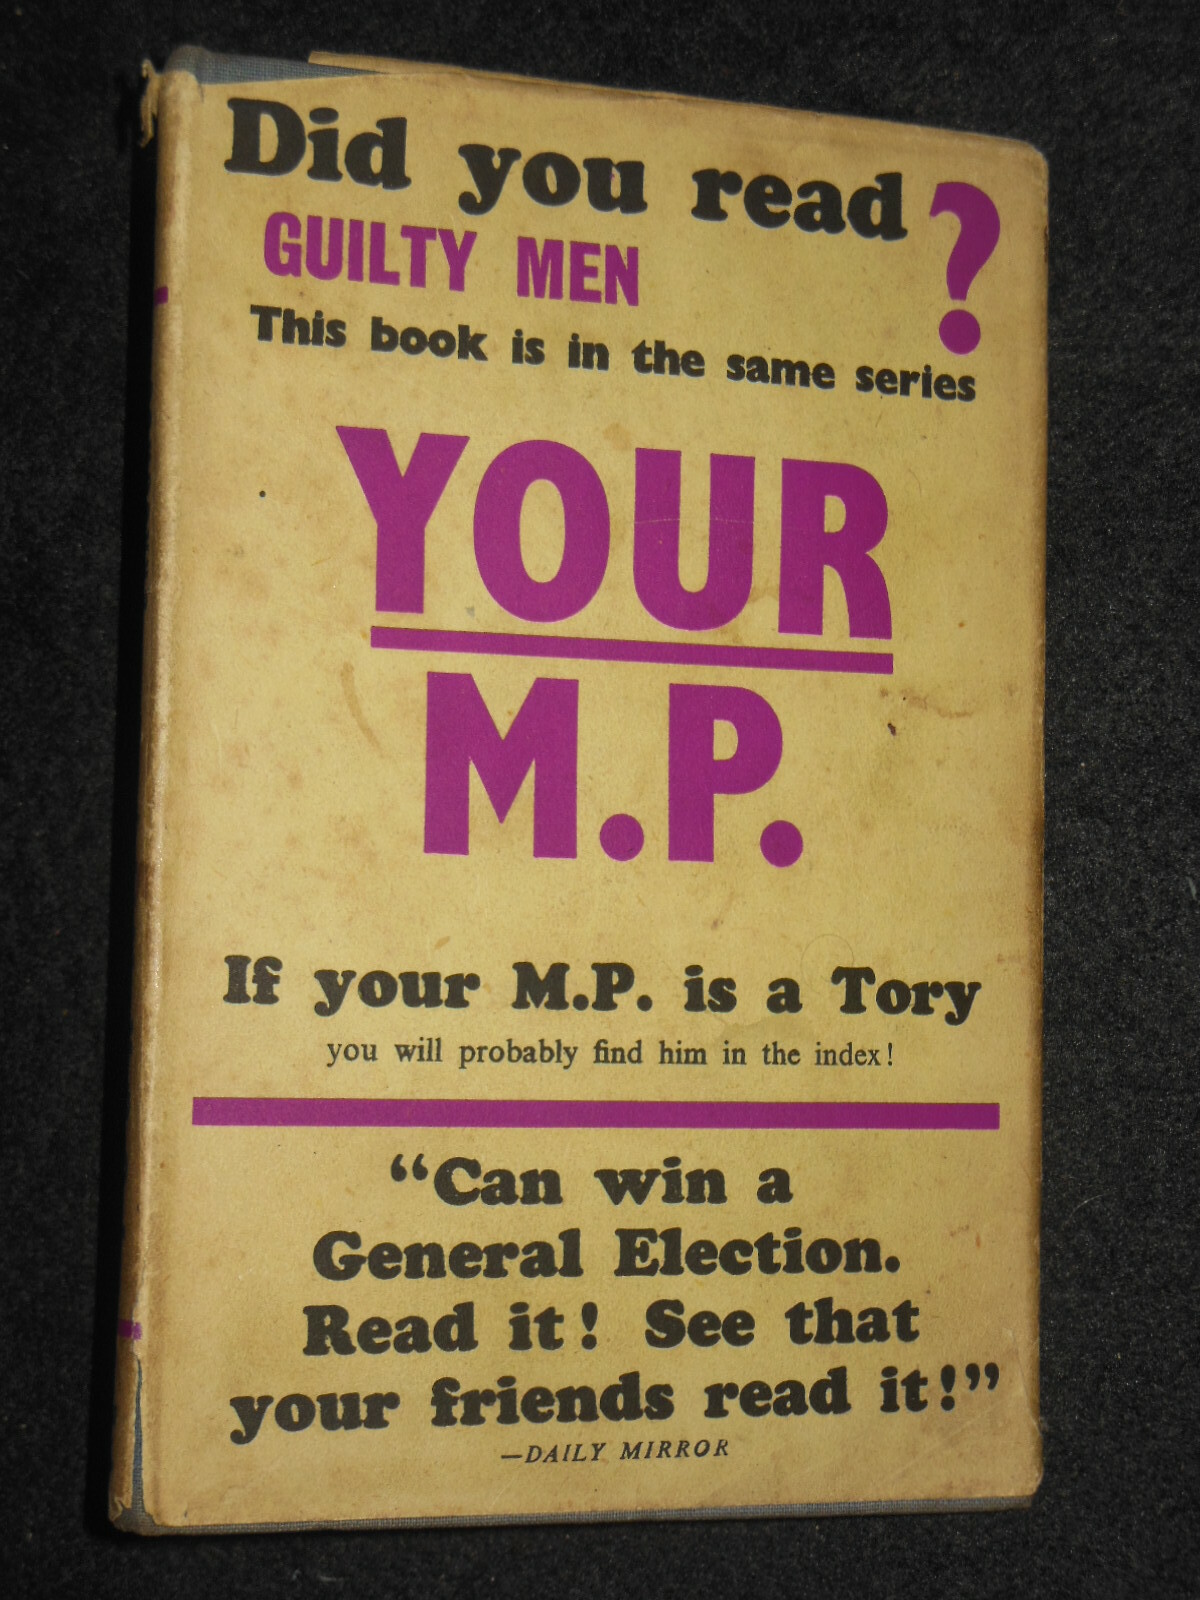 Did you read ?
GUILTY MEN
This book is in the same series
YOUR
M.P.
If your M.P. is a Tory
you will probably find him in the index!
“Can win a
General Election.
Read it! See that
your friends read it!”
—DAILY MIRROR